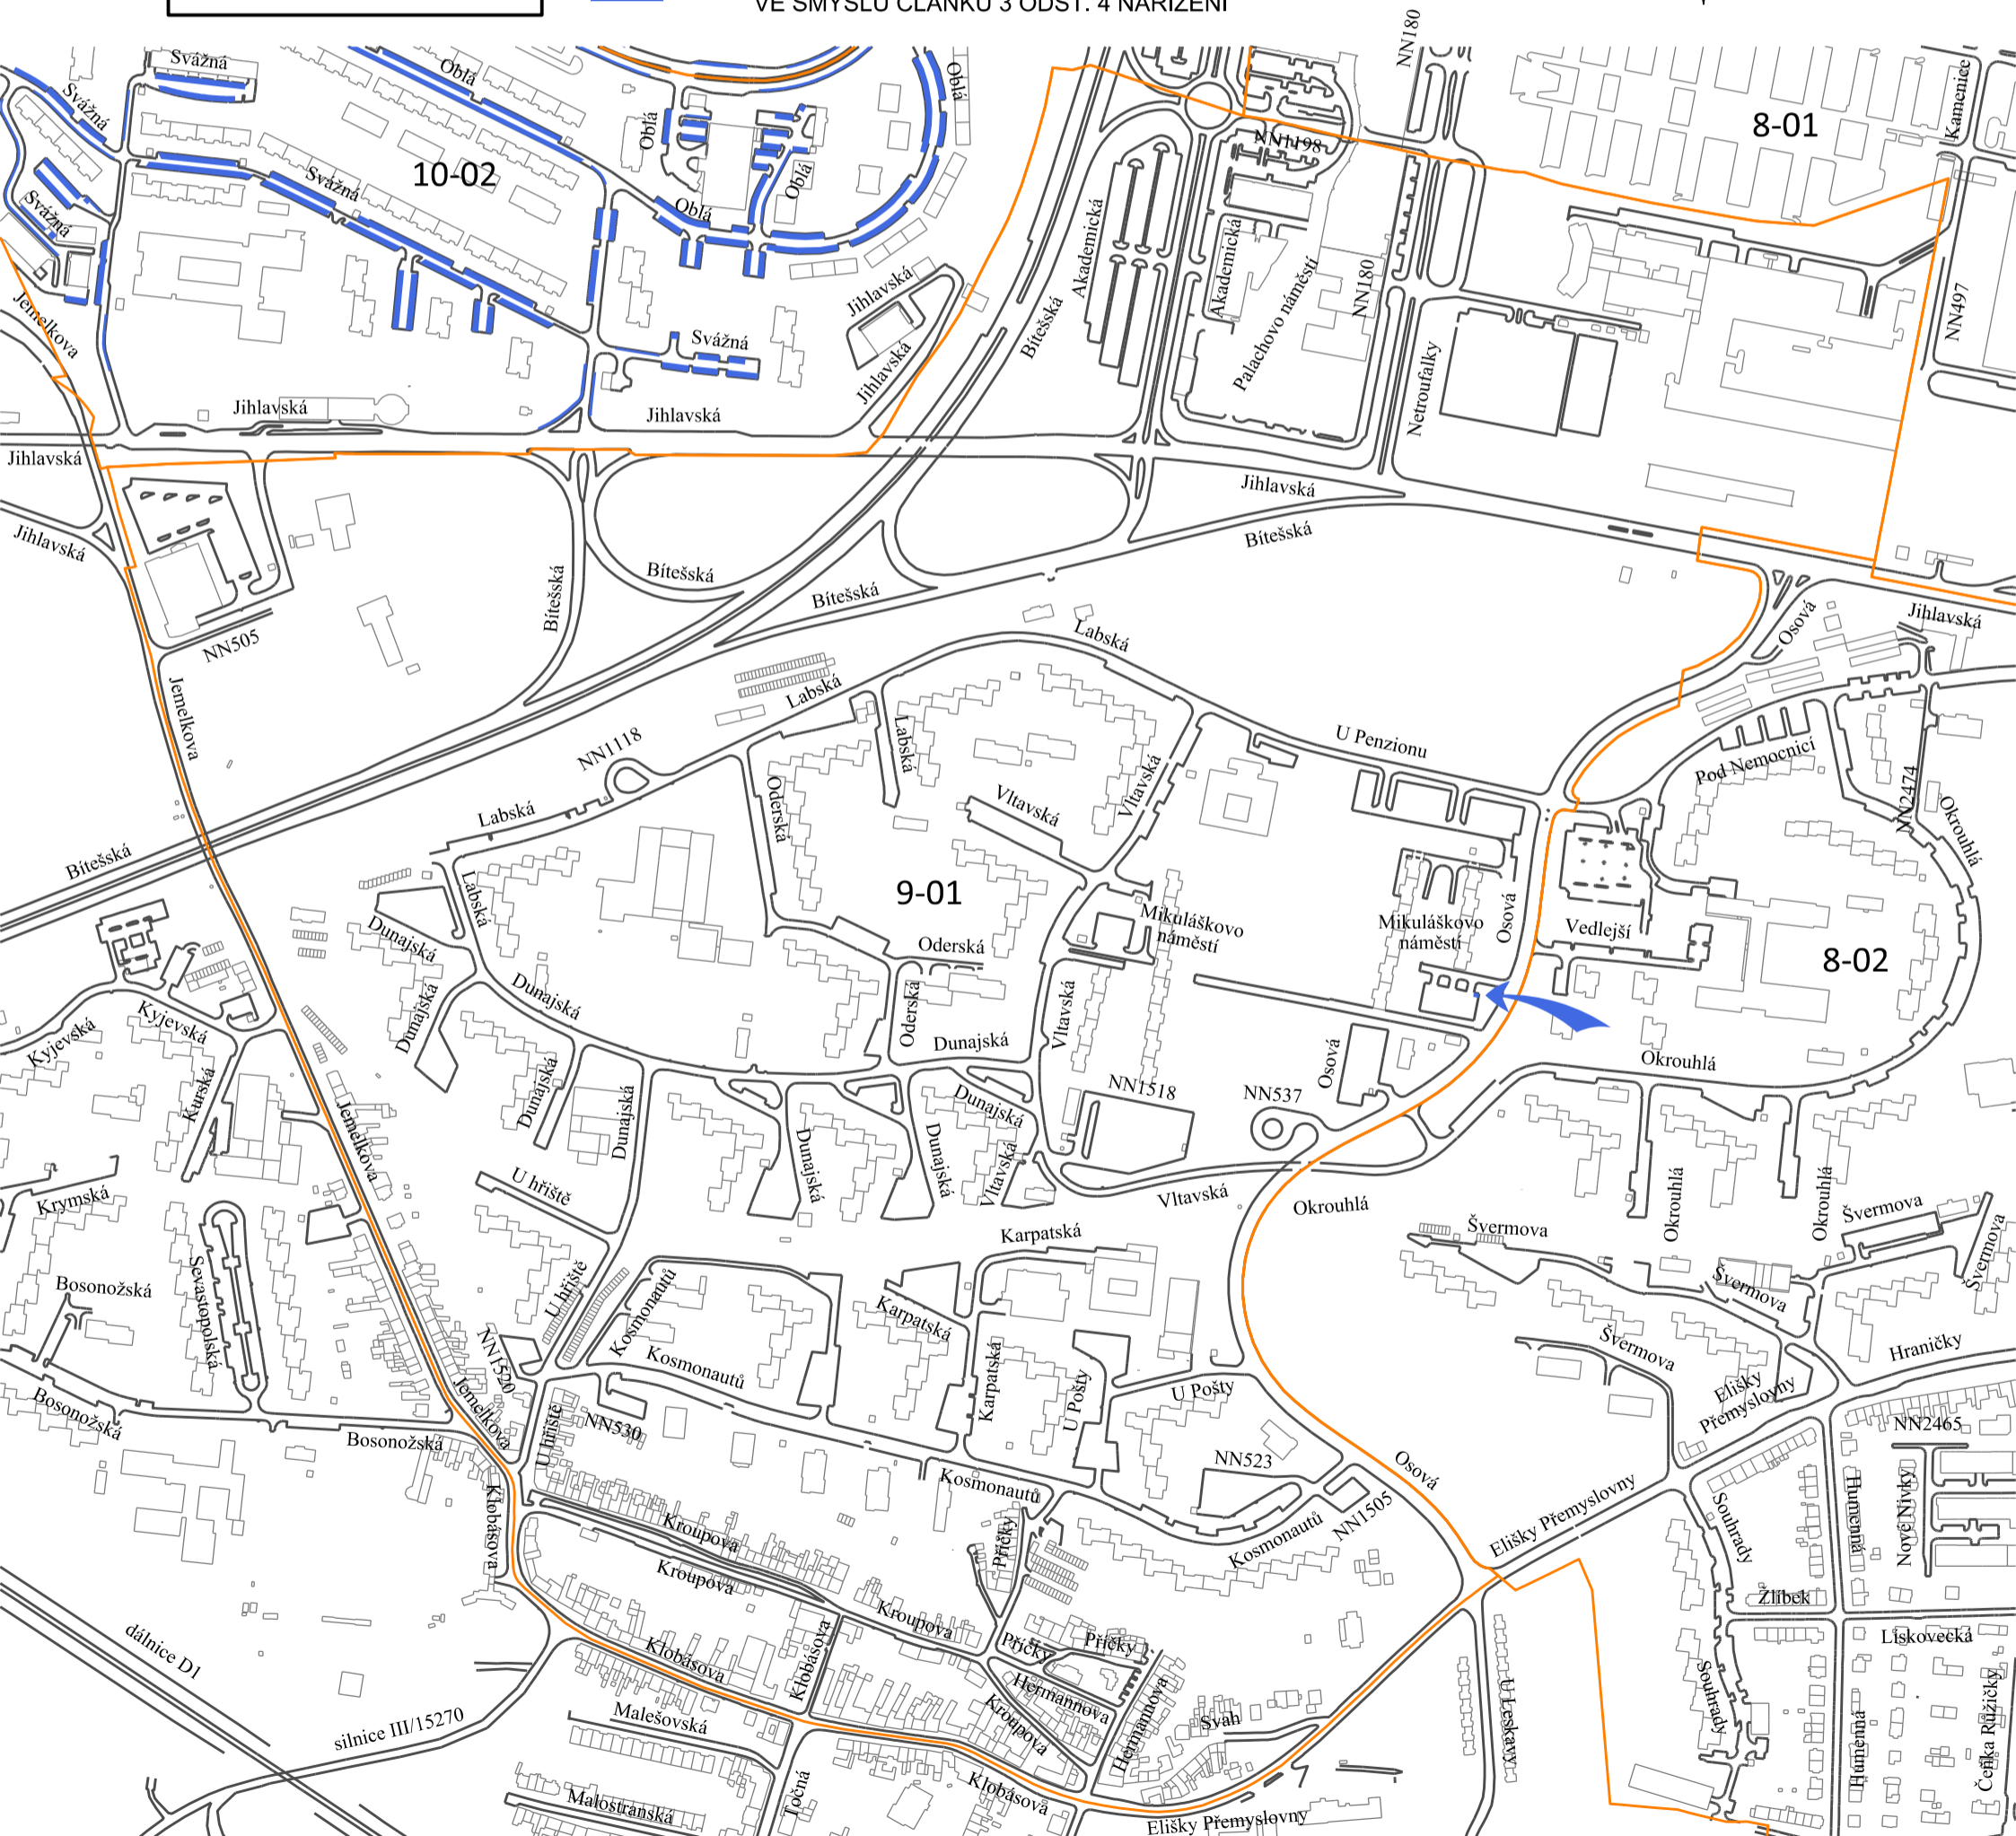 VE SMYSLU ČLÁNKU 3 ODST. 4 NAŘÍZENÍ
NN180
Svážná
Oblá
Oblá
Kamenice
Svážná
8-01
Oblá
NN1198
10-02
Svážná
Oblá
Svážná
Oblá
Akademická
Akademická
Palachovo náměstí
NN180
Jihlavská
NN497
Jemelkova
Bítešská
Svážná
Jihlavská
Netroufalky
Jihlavská
Jihlavská
Jihlavská
Jihlavská
Jihlavská
Bítešská
Bítešská
Bítešská
Bítešská
Osová
Jihlavská
NN505
Labská
Labská
Jemelkova
Labská
U Penzionu
NN1118
Vltavská
Pod Nemocnicí
NN2474
Oderská
Vltavská
Labská
Okrouhlá
Bítešská
9-01
Labská
Mikuláškovo
náměstí
Mikuláškovo
náměstí
Osová
Vedlejší
Dunajská
Oderská
8-02
Dunajská
Dunajská
Oderská
Vltavská
Kyjevská
Kyjevská
Dunajská
Osová
Okrouhlá
Kurská
Dunajská
Dunajská
Dunajská
NN1518
NN537
Jemelkova
Dunajská
Dunajská
Vltavská
U hřiště
Krymská
Vltavská
Okrouhlá
Okrouhlá
Okrouhlá
Švermova
Švermova
Švermova
Karpatská
Sevastopolská
Bosonožská
U hřiště
Kosmonautů
Karpatská
Švermova
Švermova
Hraničky
NN1520
Kosmonautů
Karpatská
U Pošty
U Pošty
Elišky
Přemyslovny
Bosonožská
Jemelkova
U hřiště
NN530
Bosonožská
NN2465
NN523
Osová
Kosmonautů
Klobásova
Elišky Přemyslovny
NN1505
Kosmonautů
Souhrady
Humenná
Nové Nivky
Kroupova
Příčky
Kroupova
Kroupova
Žlíbek
Lískovecká
dálnice D1
Klobásova
Klobásova
Příčky
Příčky
Hermannova
Kroupova
Hermannova
Svah
U Leskavy
Souhrady
Humenná
Čeňka Růžičky
silnice III/15270
Malešovská
Točná
Klobásova
Malostranská
Elišky Přemyslovny